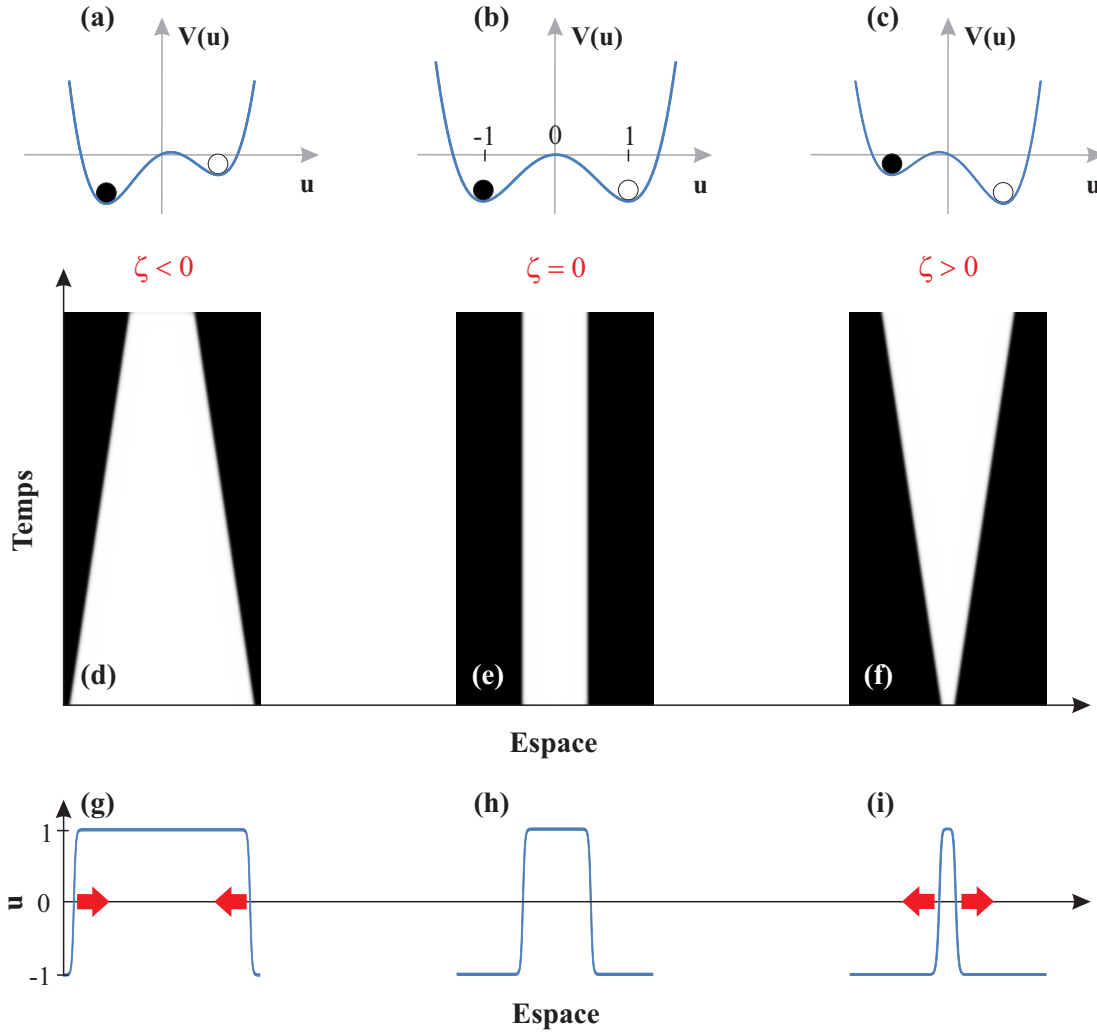 (a) (b) (c)
V(u) V(u) V(u)
-1 0 1
u u u
ζ < 0 ζ = 0 ζ > 0
Temps
(d) (e) (f)
Espace
(g) (h) (i)
1
u 0
-1
Espace